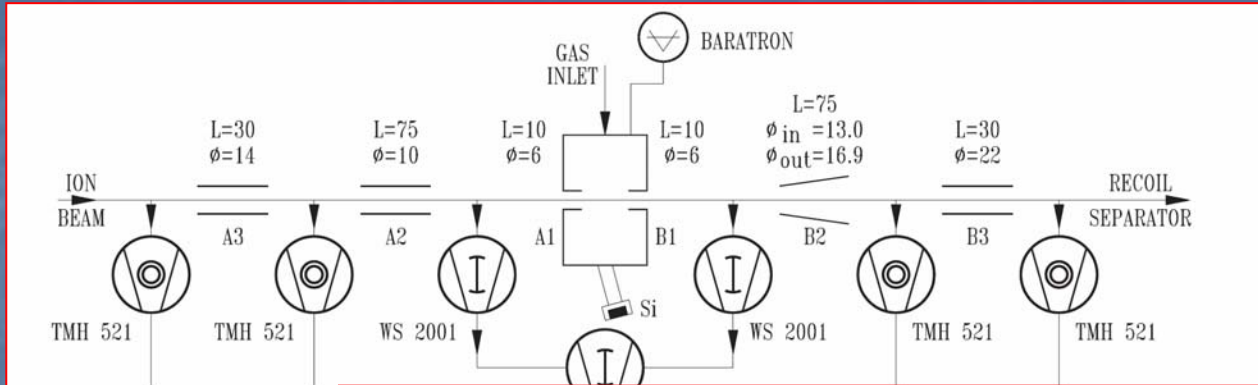 BARATRON
GAS
INLET
L=30
ø=14
L=75
ø=10
L=10
ø=6
L=10
ø=6
L=75
ø in =13.0
ø out=16.9
L=30
ø=22
ION
BEAM
RECOIL
SEPARATOR
A3
A2
A1
B1
B2
B3
Si
TMH 521
TMH 521
WS 2001
WS 2001
TMH 521
TMH 521